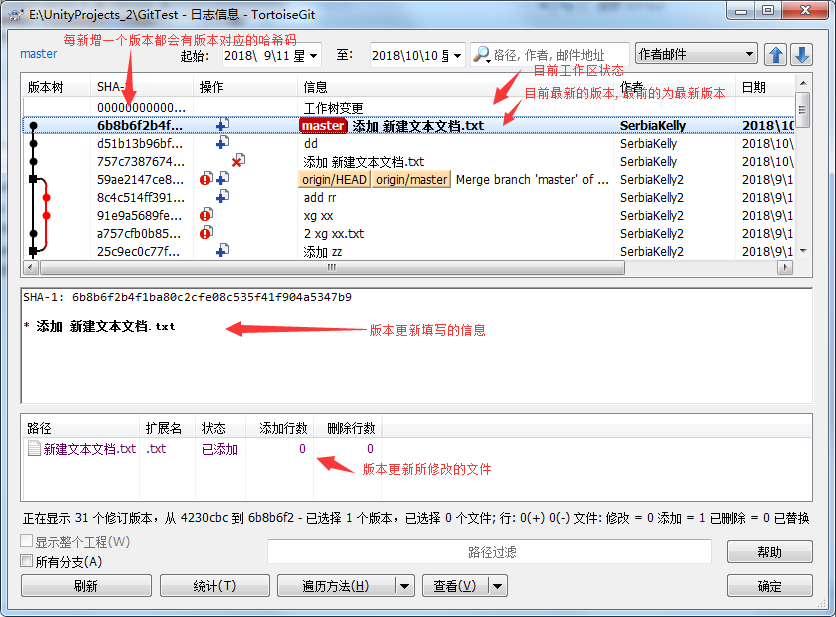 E:\UnityProjects_2\GitTest - 日志信息 - TortoiseGit
每新增一个版本都会有版本对应的哈希码
master
起始: 2018\ 9\11 星 至: 2018\10\10 星 路径, 作者, 邮件地址 作者邮件
目前工作区状态
版本树 SHA-1 操作 信息 作者 日期
目前最新的版本, 最前的为最新版本
00000000000... 工作树变更
6b8b6f2b4f... master 添加 新建文本文档.txt SerbiaKelly 2018\10
d51b13b96bf... dd SerbiaKelly 2018\10\
757c7387674... 添加 新建文本文档.txt SerbiaKelly 2018\10\
59ae2147ce8... origin/HEAD origin/master Merge branch 'master' of ... SerbiaKelly2 2018\9\1
8c4c514ff391... add rr SerbiaKelly2 2018\9\1
91e9a5689fe... xg xx SerbiaKelly2 2018\9\1
a757cfb0b85... 2 xg xx.txt SerbiaKelly2 2018\9\1
25c9ec0c77f... 添加 zz SerbiaKelly2 2018\9\1
SHA-1: 6b8b6f2b4f1ba80c2cfe08c535f41f904a5347b9
* 添加 新建文本文档.txt
版本更新填写的信息
路径 扩展名 状态 添加行数 删除行数
新建文本文档.txt .txt 已添加 0 0
版本更新所修改的文件
正在显示 31 个修订版本，从 4230cbc 到 6b8b6f2 - 已选择 1 个版本，已选择 0 个文件; 行: 0(+) 0(-) 文件: 修改 = 0 添加 = 1 已删除 = 0 已替换
显示整个工程(W)
路径过滤
帮助
所有分支(A)
刷新 统计(T) 遍历方法(H) 查看(V) 确定